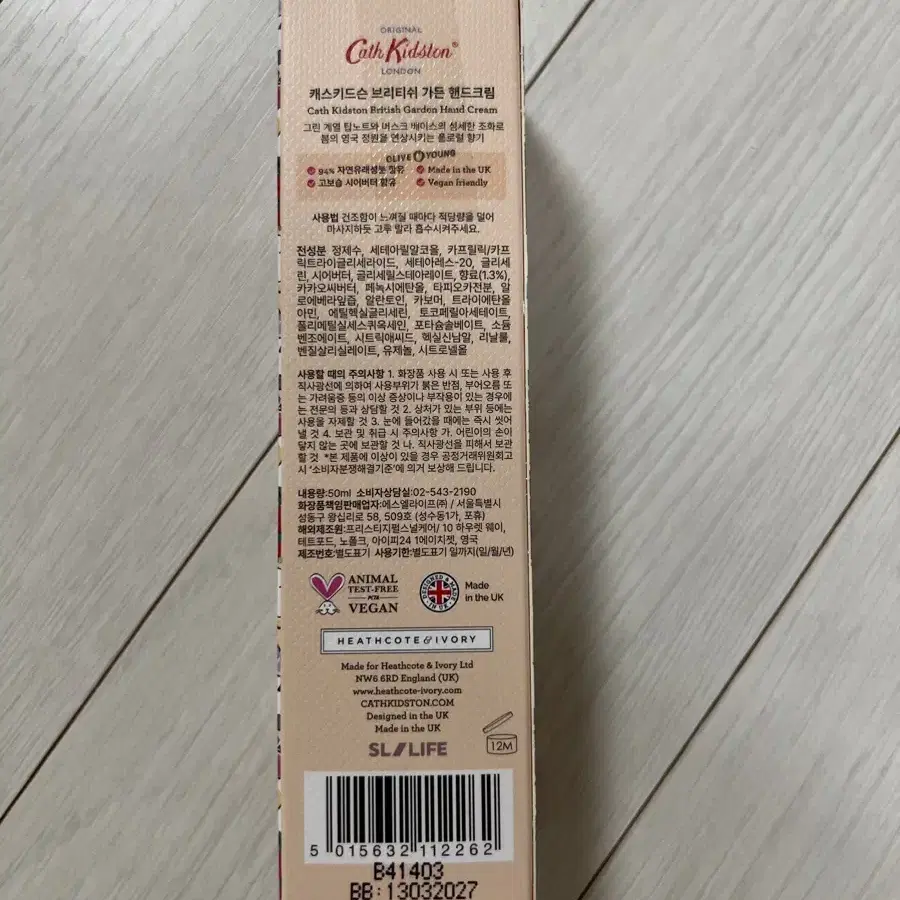 ORIGINAL
Cath Kidston®
LONDON
캐스키드슨 브리티쉬 가든 핸드크림
Cath Kidston British Garden Hand Cream
그린 계열 탑노트와 머스크 베이스의 섬세한 조화로
봄의 영국 정원을 연상시키는 플로럴 향기
OLIVE YOUNG
94% 자연유래성분 함유 Made in the UK
고보습 시어버터 함유 Vegan friendly
사용법 건조함이 느껴질 때마다 적당량을 덜어
마사지하듯 고루 발라 흡수시켜주세요.
전성분 정제수, 세테아릴알코올, 카프릴릭/카프
릭트라이글리세라이드, 세테아레스-20, 글리세
린, 시어버터, 글리세릴스테아레이트, 향료(1.3%),
카카오씨버터, 페녹시에탄올, 타피오카전분, 알
로에베라잎즙, 알란토인, 카보머, 트라이에탄올
아민, 에틸헥실글리세린, 토코페릴아세테이트,
폴리메틸실세스퀴옥세인, 포타슘솔베이트, 소듐
벤조에이트, 시트릭애씨드, 헥실신남알, 리날룰,
벤질살리실레이트, 유제놀, 시트로넬올
사용할 때의 주의사항 1. 화장품 사용 시 또는 사용 후
직사광선에 의하여 사용부위가 붉은 반점, 부어오름 또
는 가려움증 등의 이상 증상이나 부작용이 있는 경우에
는 전문의 등과 상담할 것 2. 상처가 있는 부위 등에는
사용을 자제할 것 3. 눈에 들어갔을 때에는 즉시 씻어
낼 것 4. 보관 및 취급 시 주의사항 가. 어린이의 손이
닿지 않는 곳에 보관할 것 나. 직사광선을 피해서 보관
할 것 *본 제품에 이상이 있을 경우 공정거래위원회고
시 '소비자분쟁해결기준'에 의거 보상해 드립니다.
내용량:50ml 소비자상담실:02-543-2190
화장품책임판매업자:에스엘라이프㈜ / 서울특별시
성동구 왕십리로 58, 509호 (성수동1가, 포휴)
해외제조원:프리스티지펄스널케어/ 10 하우렛 웨이,
테트포드, 노폴크, 아이피24 1에이치젯, 영국
제조번호:별도표기 사용기한:별도표기 일까지(일/월/년)
ANIMAL
TEST-FREE
PETA
VEGAN
DESIGNED & MADE
IN UK
Made
in the UK
HEATHCOTE & IVORY
Made for Heathcote & Ivory Ltd
NW6 6RD England (UK)
www.heathcote-ivory.com
CATHKIDSTON.COM
Designed in the UK
Made in the UK
SL//LIFE
12M
5 015632 112262
B41403
BB:13032027